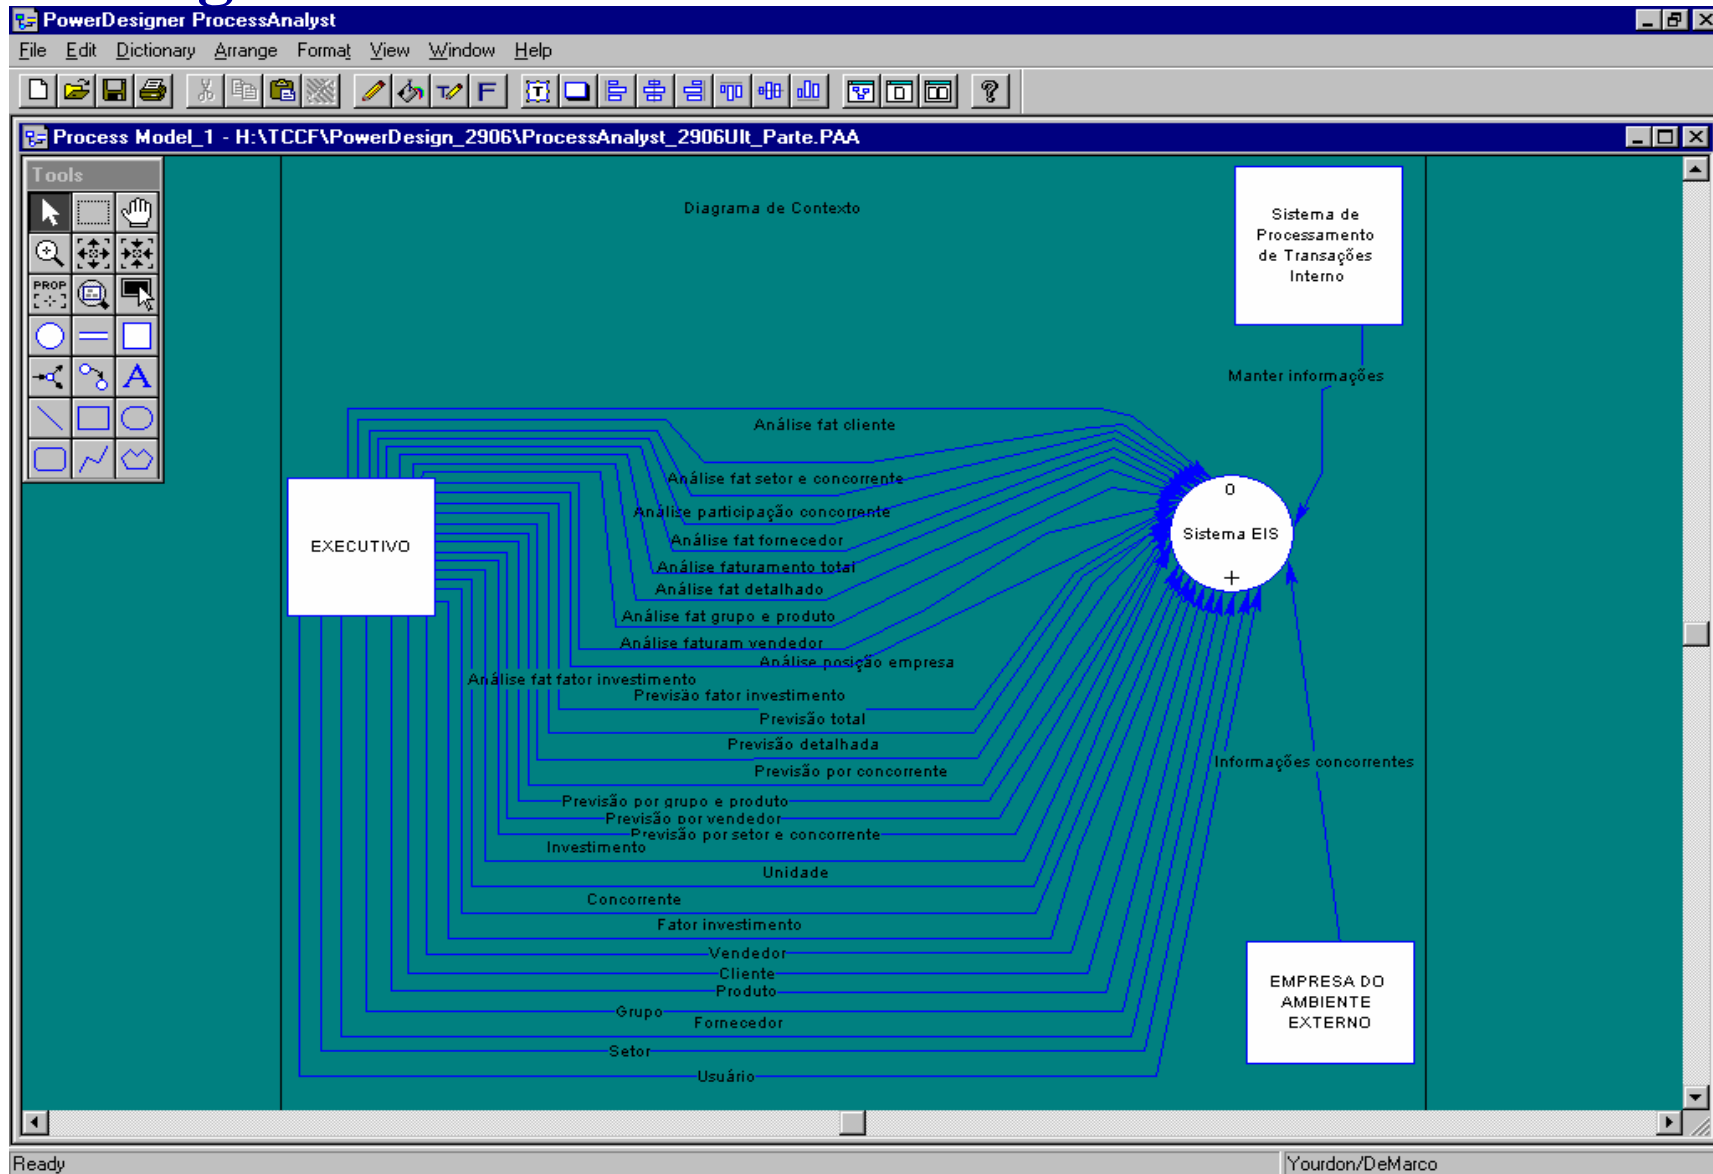 PowerDesigner ProcessAnalyst
File Edit Dictionary Arrange Format View Window Help
Process Model_1 - H:\TCCF\PowerDesign_2906\ProcessAnalyst_2906Ult_Parte.PAA
Tools
PROP
A
Diagrama de Contexto
Sistema de
Processamento
de Transações
Interno
Manter informações
Análise fat cliente
Análise fat setor e concorrente
Análise participação concorrente
Análise fat fornecedor
Análise faturamento total
Análise fat detalhado
Análise fat grupo e produto
Análise faturam vendedor
Análise posição empresa
Análise fat fator investimento
Previsão fator investimento
Previsão total
Previsão detalhada
Previsão por concorrente
Previsão por grupo e produto
Previsão por vendedor
Previsão por setor e concorrente
Investimento
Unidade
Concorrente
Fator investimento
Vendedor
Cliente
Produto
Grupo
Fornecedor
Setor
Usuário
EXECUTIVO
0
Sistema EIS
+
Informações concorrentes
EMPRESA DO
AMBIENTE
EXTERNO
Ready
Yourdon/DeMarco